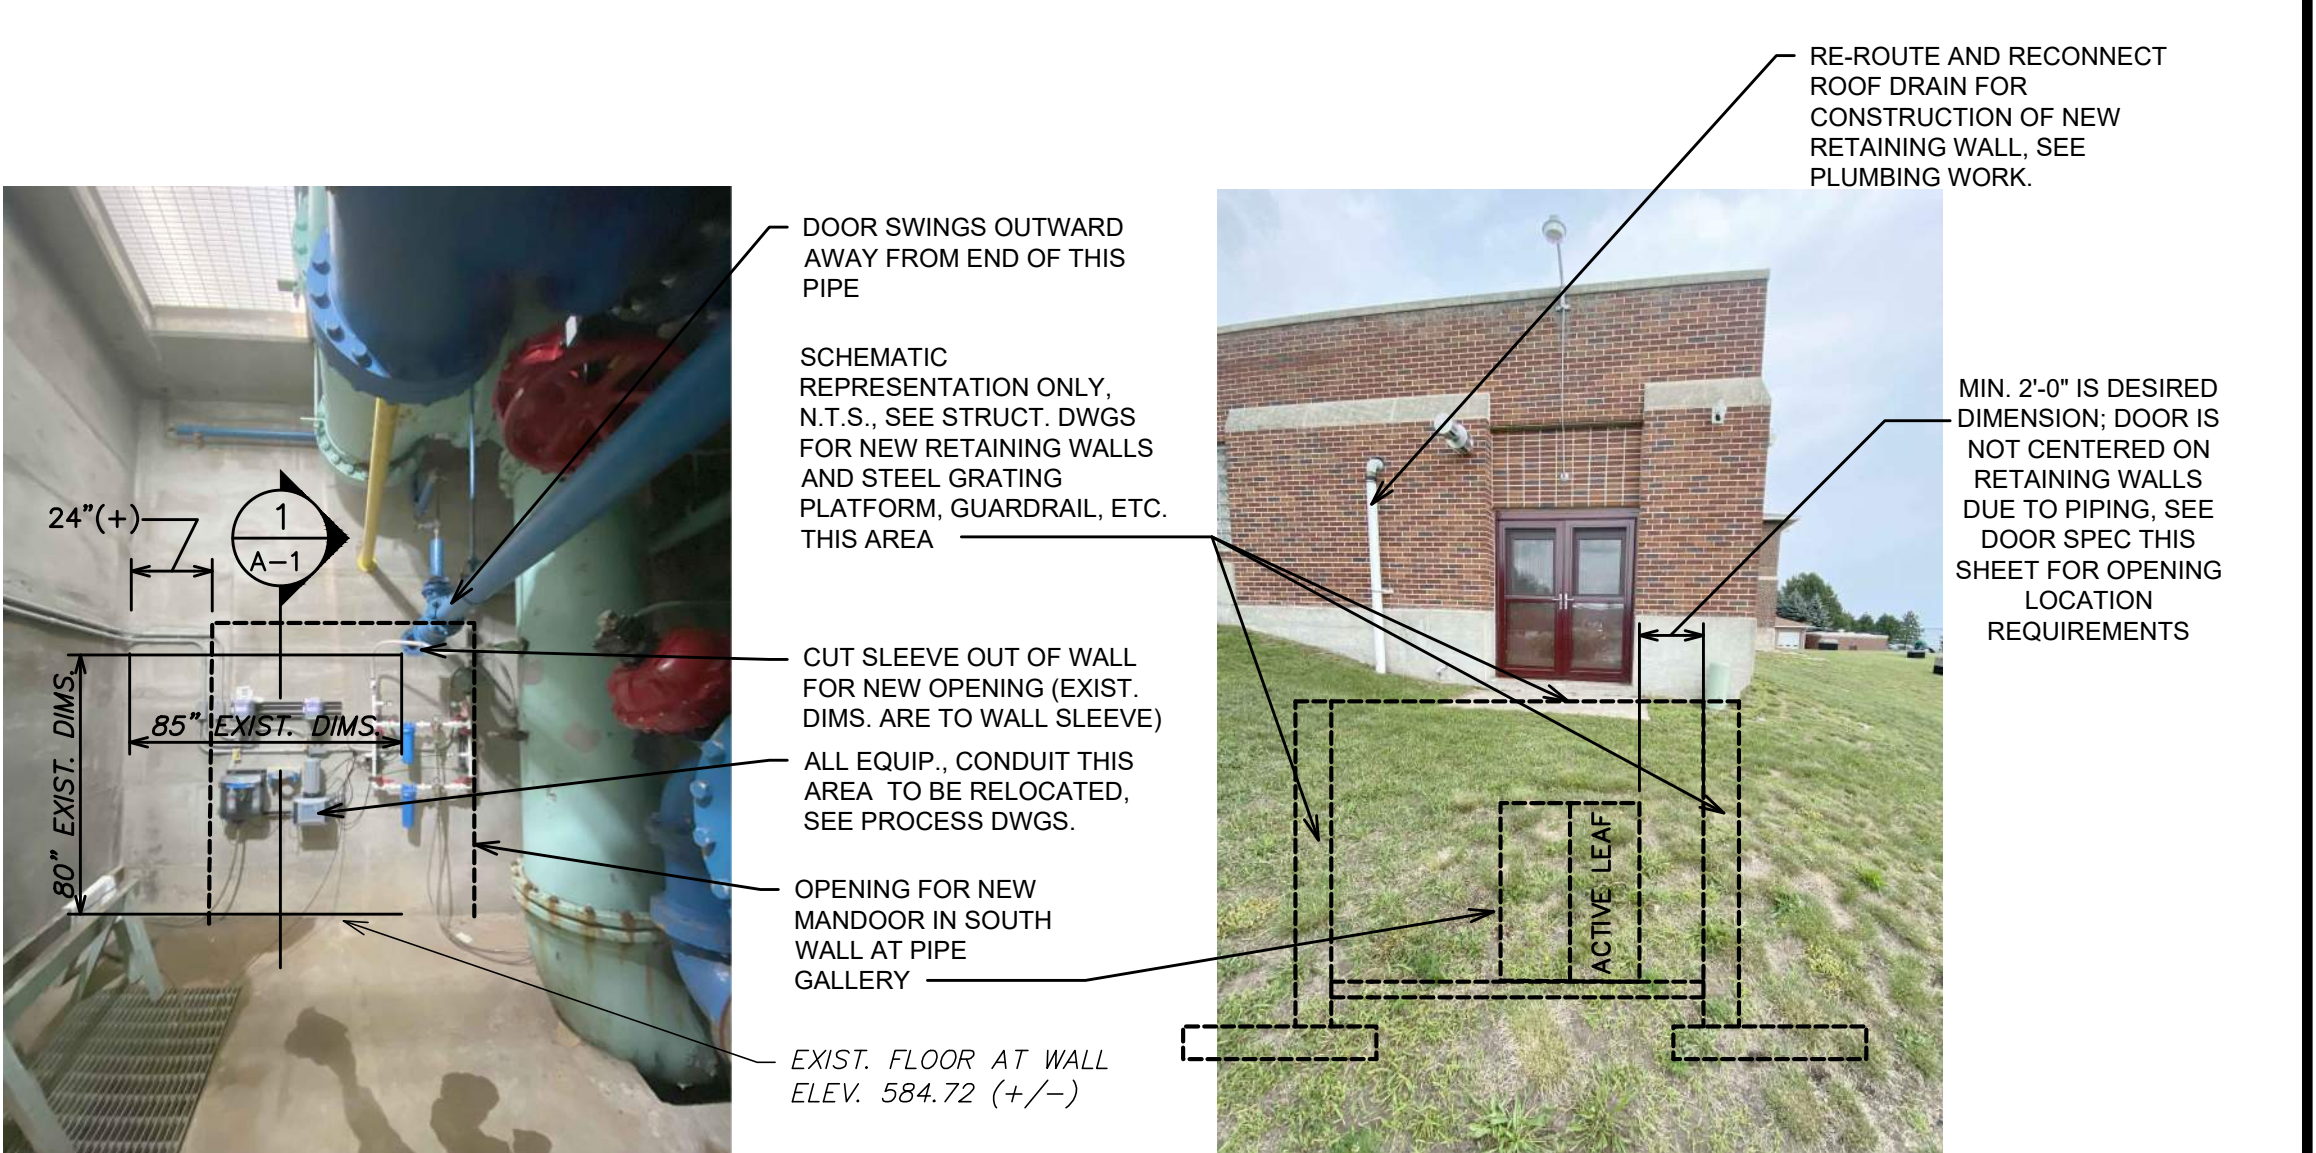 RE-ROUTE AND RECONNECT
ROOF DRAIN FOR
CONSTRUCTION OF NEW
RETAINING WALL, SEE
PLUMBING WORK.
DOOR SWINGS OUTWARD
AWAY FROM END OF THIS
PIPE
SCHEMATIC
REPRESENTATION ONLY,
N.T.S., SEE STRUCT. DWGS
FOR NEW RETAINING WALLS
AND STEEL GRATING
PLATFORM, GUARDRAIL, ETC.
THIS AREA
MIN. 2'-0" IS DESIRED
DIMENSION; DOOR IS
NOT CENTERED ON
RETAINING WALLS
DUE TO PIPING, SEE
DOOR SPEC THIS
SHEET FOR OPENING
LOCATION
REQUIREMENTS
24"(+)
1
A-1
CUT SLEEVE OUT OF WALL
FOR NEW OPENING (EXIST.
DIMS. ARE TO WALL SLEEVE)
85" EXIST. DIMS.
80" EXIST. DIMS.
ALL EQUIP., CONDUIT THIS
AREA TO BE RELOCATED,
SEE PROCESS DWGS.
OPENING FOR NEW
MANDOOR IN SOUTH
WALL AT PIPE
GALLERY
ACTIVE LEAF
EXIST. FLOOR AT WALL
ELEV. 584.72 (+/-)